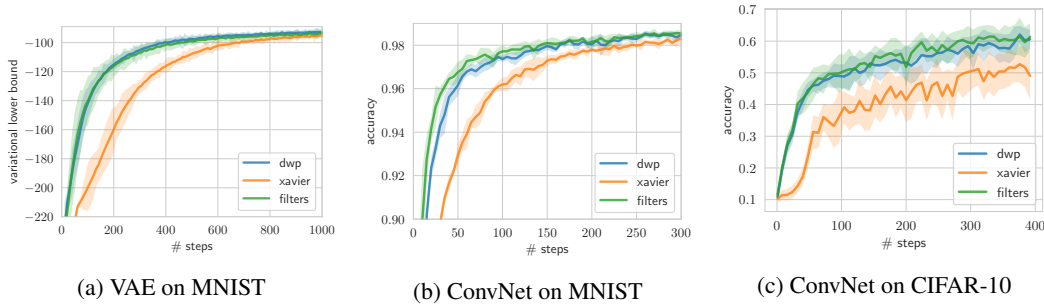 variational lower bound
−100
−120
−140
−160
−180
−200
−220
0 200 400 600 800 1000
# steps
dwp
xavier
filters
(a) VAE on MNIST
accuracy
0.98
0.96
0.94
0.92
0.90
0 50 100 150 200 250 300
# steps
dwp
xavier
filters
(b) ConvNet on MNIST
accuracy
0.7
0.6
0.5
0.4
0.3
0.2
0.1
0 100 200 300 400
# steps
dwp
xavier
filters
(c) ConvNet on CIFAR-10